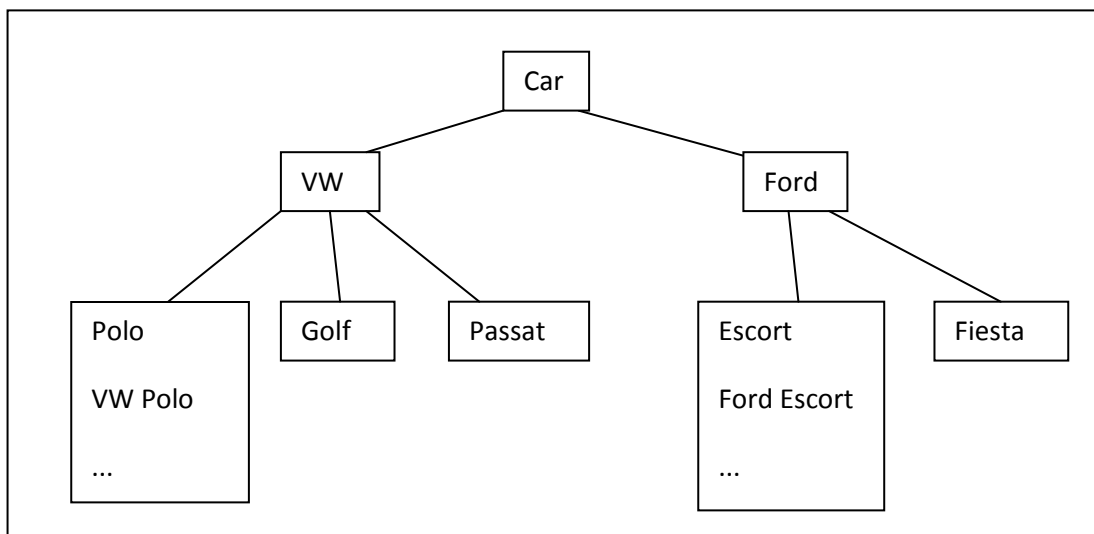 Car
VW
Ford
Polo
VW Polo
...
Golf
Passat
Escort
Ford Escort
...
Fiesta